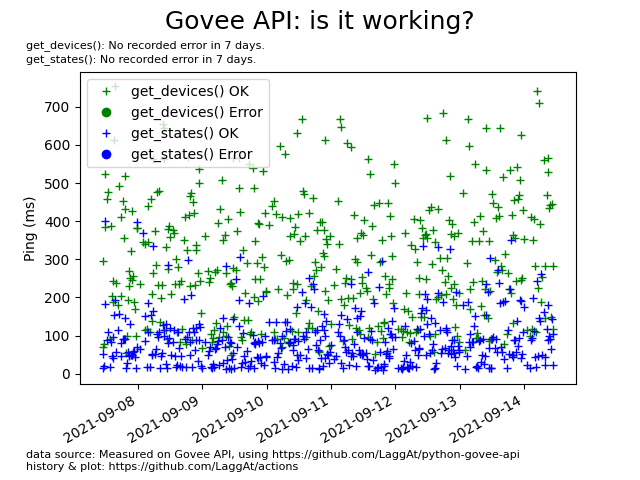 Govee API: is it working?
get_devices(): No recorded error in 7 days.
get_states(): No recorded error in 7 days.
get_devices() OK
get_devices() Error
get_states() OK
get_states() Error
Ping (ms)
700
600
500
400
300
200
100
0
2021-09-08
2021-09-09
2021-09-10
2021-09-11
2021-09-12
2021-09-13
2021-09-14
data source: Measured on Govee API, using https://github.com/LaggAt/python-govee-api
history & plot: https://github.com/LaggAt/actions